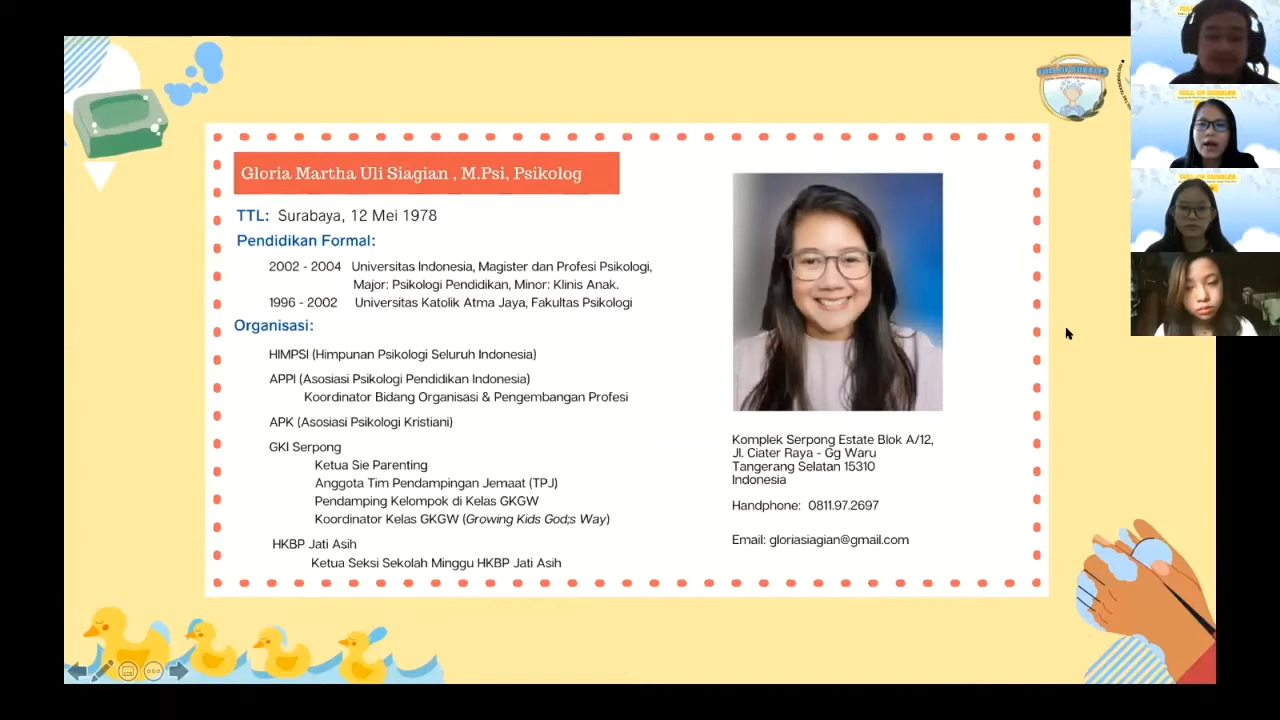 FULL OF BUBBLES
Gloria Martha Uli Siagian , M.Psi, Psikolog
TTL: Surabaya, 12 Mei 1978
Pendidikan Formal:
2002 - 2004 Universitas Indonesia, Magister dan Profesi Psikologi,
Major: Psikologi Pendidikan, Minor: Klinis Anak.
1996 - 2002 Universitas Katolik Atma Jaya, Fakultas Psikologi
Organisasi:
HIMPSI (Himpunan Psikologi Seluruh Indonesia)
APPI (Asosiasi Psikologi Pendidikan Indonesia)
Koordinator Bidang Organisasi & Pengembangan Profesi
APK (Asosiasi Psikologi Kristiani)
GKI Serpong
Ketua Sie Parenting
Anggota Tim Pendampingan Jemaat (TPJ)
Pendamping Kelompok di Kelas GKGW
Koordinator Kelas GKGW (Growing Kids God;s Way)
HKBP Jati Asih
Ketua Seksi Sekolah Minggu HKBP Jati Asih
Komplek Serpong Estate Blok A/12,
Jl. Ciater Raya - Gg Waru
Tangerang Selatan 15310
Indonesia
Handphone: 0811.97.2697
Email: gloriasiagian@gmail.com